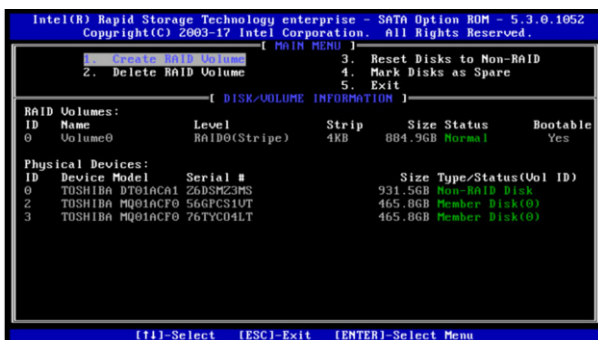 Intel(R) Rapid Storage Technology enterprise - SATA Option ROM - 5.3.0.1052
Copyright(C) 2003-17 Intel Corporation. All Rights Reserved.
[ MAIN MENU ]
1. Create RAID Volume 3. Reset Disks to Non-RAID
2. Delete RAID Volume 4. Mark Disks as Spare
5. Exit
[ DISK/VOLUME INFORMATION ]
RAID Volumes:
ID Name Level Strip Size Status Bootable
0 Volume0 RAID0(Stripe) 4KB 884.9GB Normal Yes
Physical Devices:
ID Device Model Serial # Size Type/Status(Vol ID)
0 TOSHIBA DT01ACA1 Z6DSMZ3MS 931.5GB Non-RAID Disk
2 TOSHIBA MQ01ACF0 56GPCS1VT 465.8GB Member Disk(0)
3 TOSHIBA MQ01ACF0 76TYC04LT 465.8GB Member Disk(0)
[↑↓]-Select [ESC]-Exit [ENTER]-Select Menu